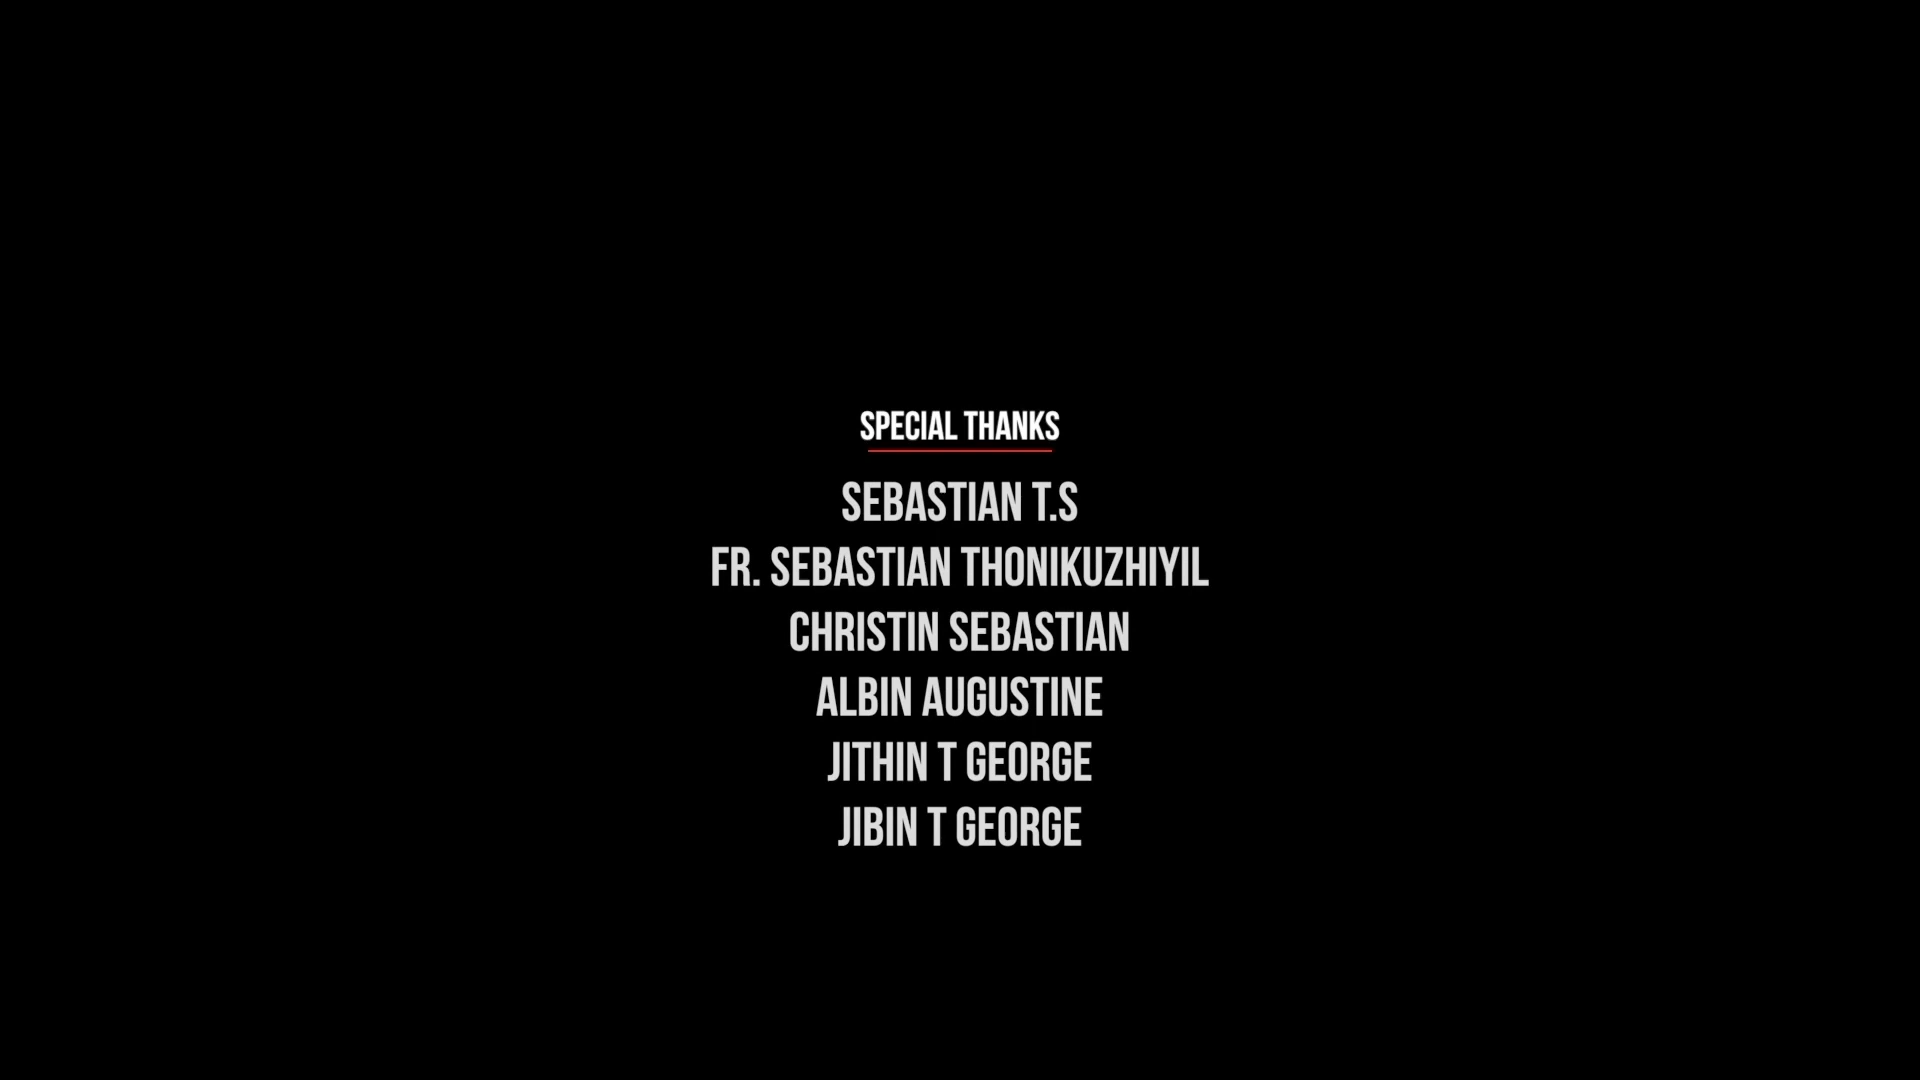 SPECIAL THANKS
SEBASTIAN T.S
FR. SEBASTIAN THONIKUZHIYIL
CHRISTIN SEBASTIAN
ALBIN AUGUSTINE
JITHIN T GEORGE
JIBIN T GEORGE